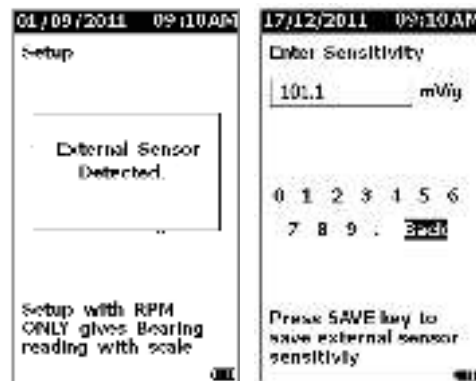 01/09/2011 09:10AM
Setup
External Sensor
Detected.
Setup with RPM
ONLY gives Bearing
reading with scale
17/12/2011 09:10AM
Enter Sensitivity
101.1 mV/g
0 1 2 3 4 5 6
7 8 9 . Back
Press SAVE key to
save external sensor
sensitivity